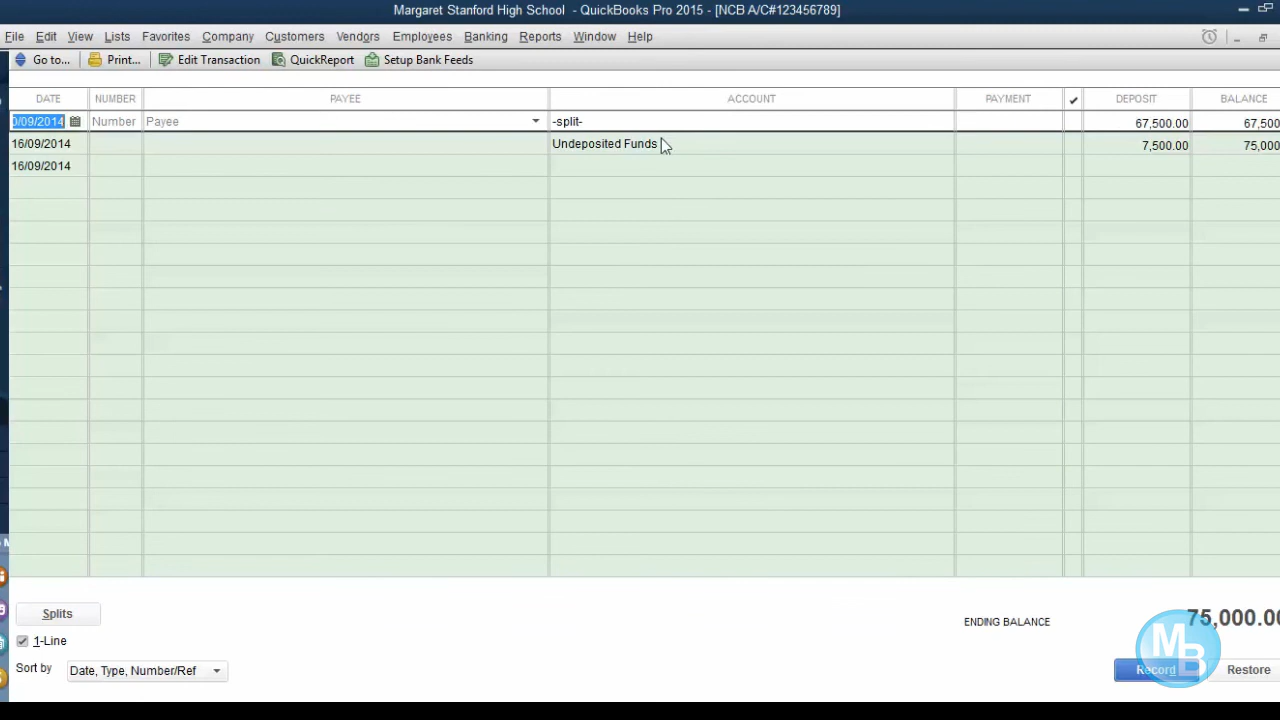 Margaret Stanford High School - QuickBooks Pro 2015 - [NCB A/C#123456789]
File Edit View Lists Favorites Company Customers Vendors Employees Banking Reports Window Help
Go to... Print... Edit Transaction QuickReport Setup Bank Feeds
DATE NUMBER PAYEE ACCOUNT PAYMENT ✔ DEPOSIT BALANCE
0/09/2014 Number Payee -split- 67,500.00 67,500
16/09/2014 Undeposited Funds 7,500.00 75,000
16/09/2014
Splits
ENDING BALANCE 75,000.00
✔ 1-Line
Sort by Date, Type, Number/Ref
Record Restore
MB